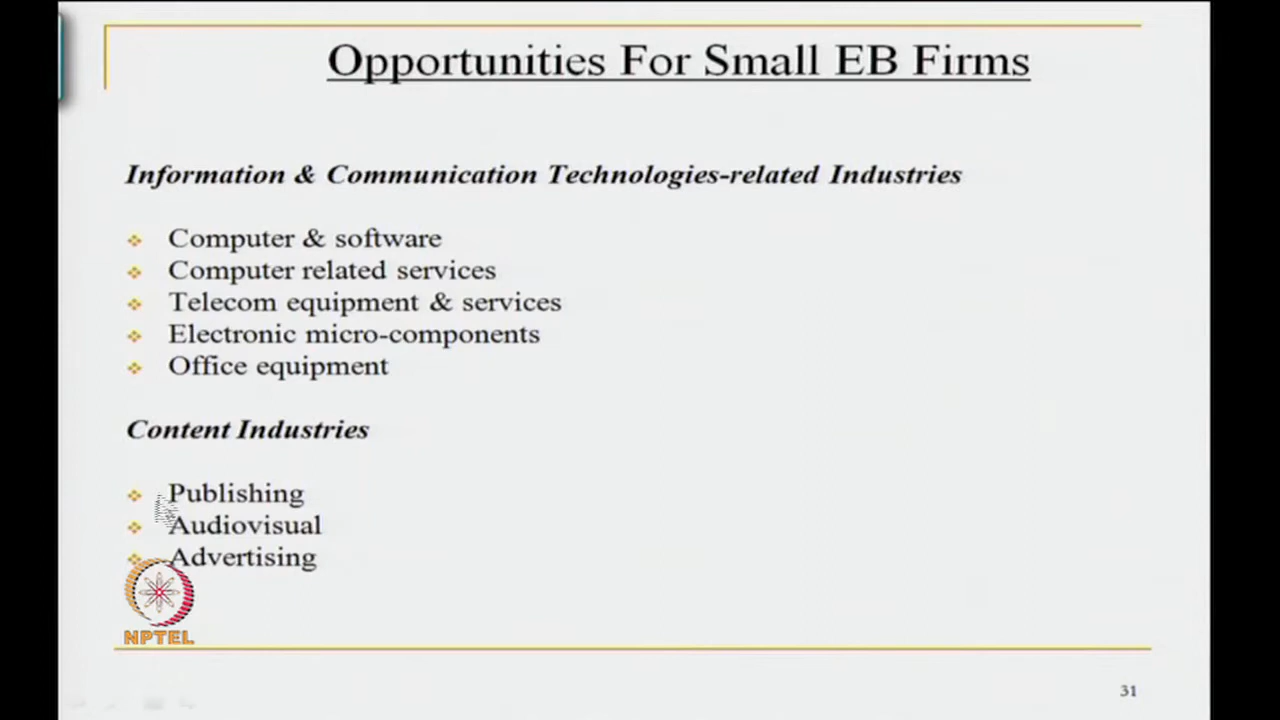 Opportunities For Small EB Firms
Information & Communication Technologies-related Industries
Computer & software
Computer related services
Telecom equipment & services
Electronic micro-components
Office equipment
Content Industries
Publishing
Audiovisual
Advertising
NPTEL
31